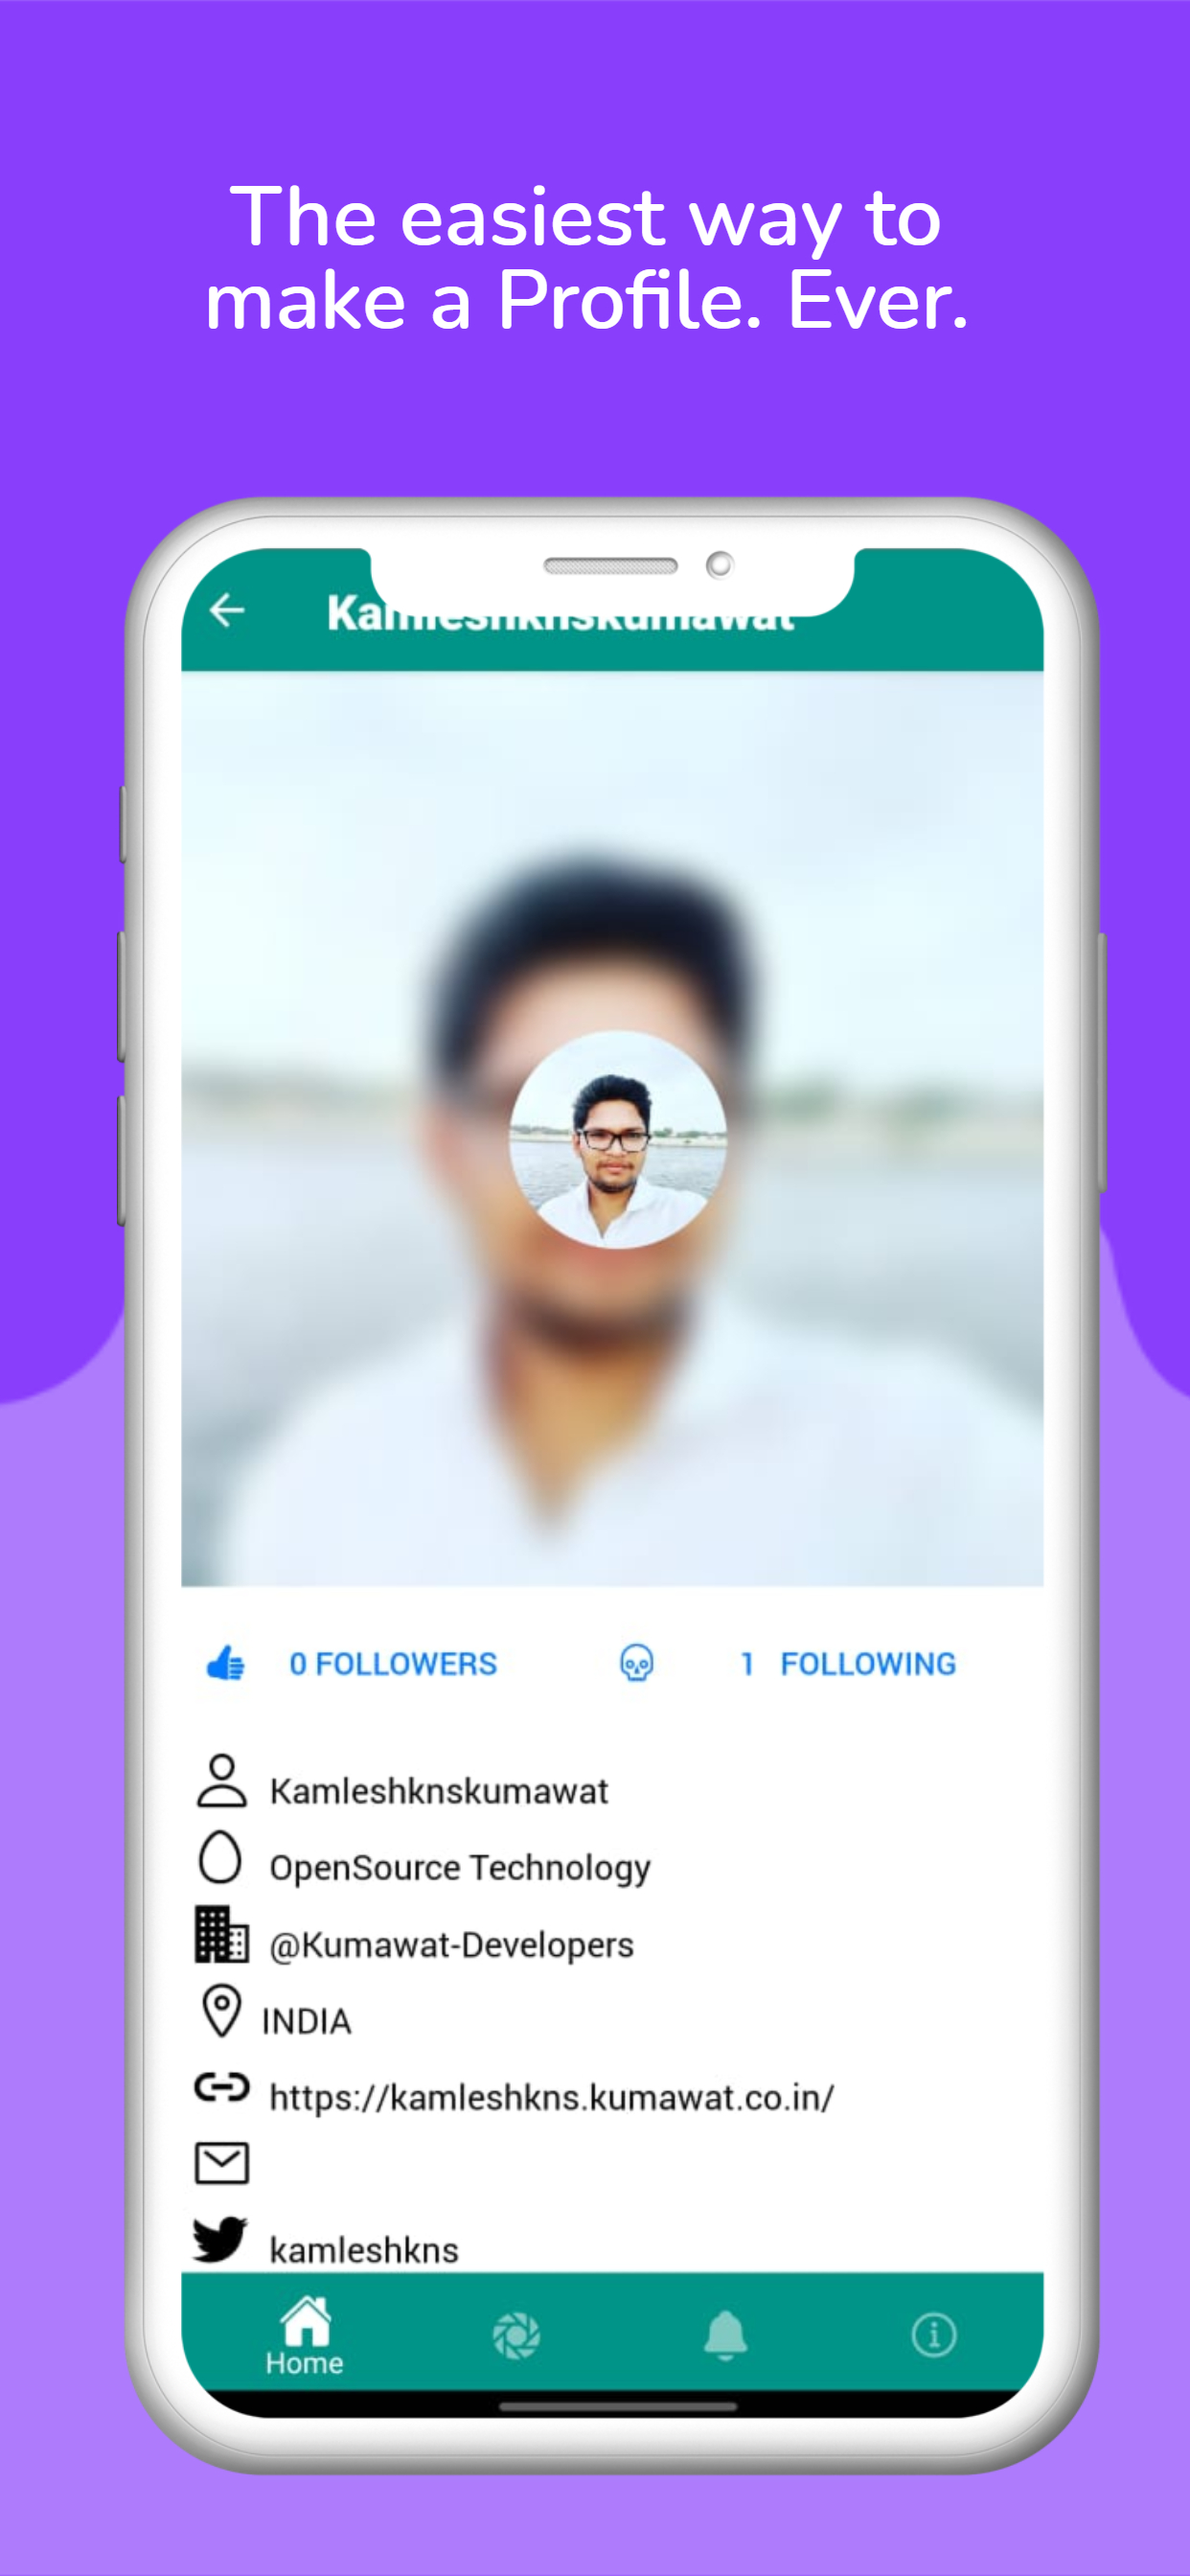 The easiest way to
make a Profile. Ever.
Kamleshknskumawat
0 FOLLOWERS
1 FOLLOWING
Kamleshknskumawat
OpenSource Technology
@Kumawat-Developers
INDIA
https://kamleshkns.kumawat.co.in/
kamleshkns
Home